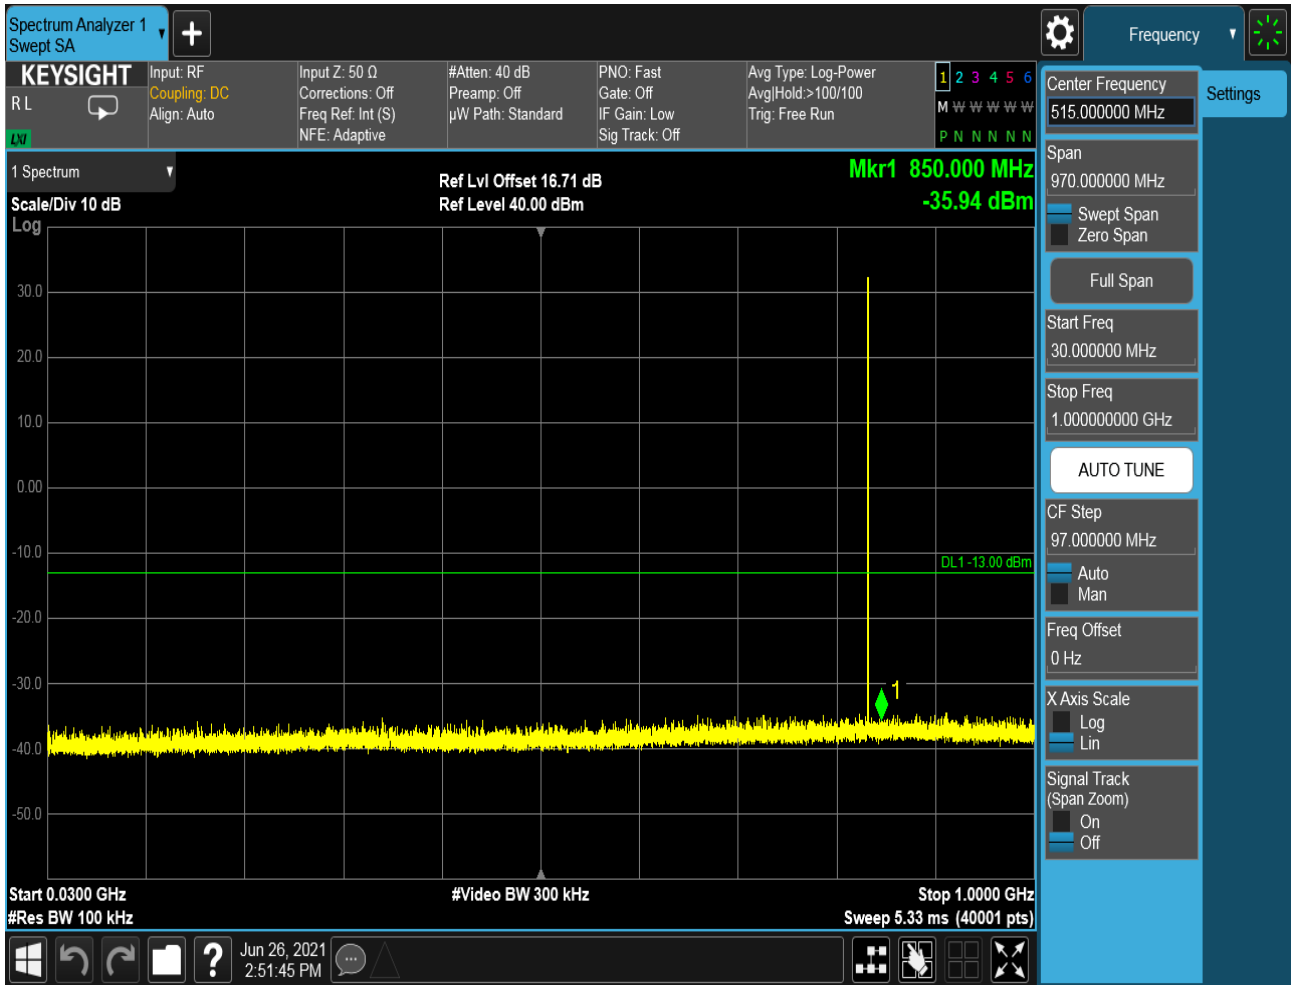 Spectrum Analyzer 1
Swept SA
Frequency
KEYSIGHT
R L
LXI
Input: RF
Coupling: DC
Align: Auto
Input Z: 50 Ω
Corrections: Off
Freq Ref: Int (S)
NFE: Adaptive
#Atten: 40 dB
Preamp: Off
µW Path: Standard
PNO: Fast
Gate: Off
IF Gain: Low
Sig Track: Off
Avg Type: Log-Power
Avg|Hold:>100/100
Trig: Free Run
1 2 3 4 5 6
M W W W W W
P N N N N N
1 Spectrum
Scale/Div 10 dB
Log
Ref Lvl Offset 16.71 dB
Ref Level 40.00 dBm
Mkr1 850.000 MHz
-35.94 dBm
30.0
20.0
10.0
0.00
-10.0
DL1 -13.00 dBm
-20.0
-30.0
1
-40.0
-50.0
Start 0.0300 GHz
#Video BW 300 kHz
Stop 1.0000 GHz
#Res BW 100 kHz
Sweep 5.33 ms (40001 pts)
Jun 26, 2021
2:51:45 PM
Center Frequency
515.000000 MHz
Settings
Span
970.000000 MHz
Swept Span
Zero Span
Full Span
Start Freq
30.000000 MHz
Stop Freq
1.000000000 GHz
AUTO TUNE
CF Step
97.000000 MHz
Auto
Man
Freq Offset
0 Hz
X Axis Scale
Log
Lin
Signal Track
(Span Zoom)
On
Off